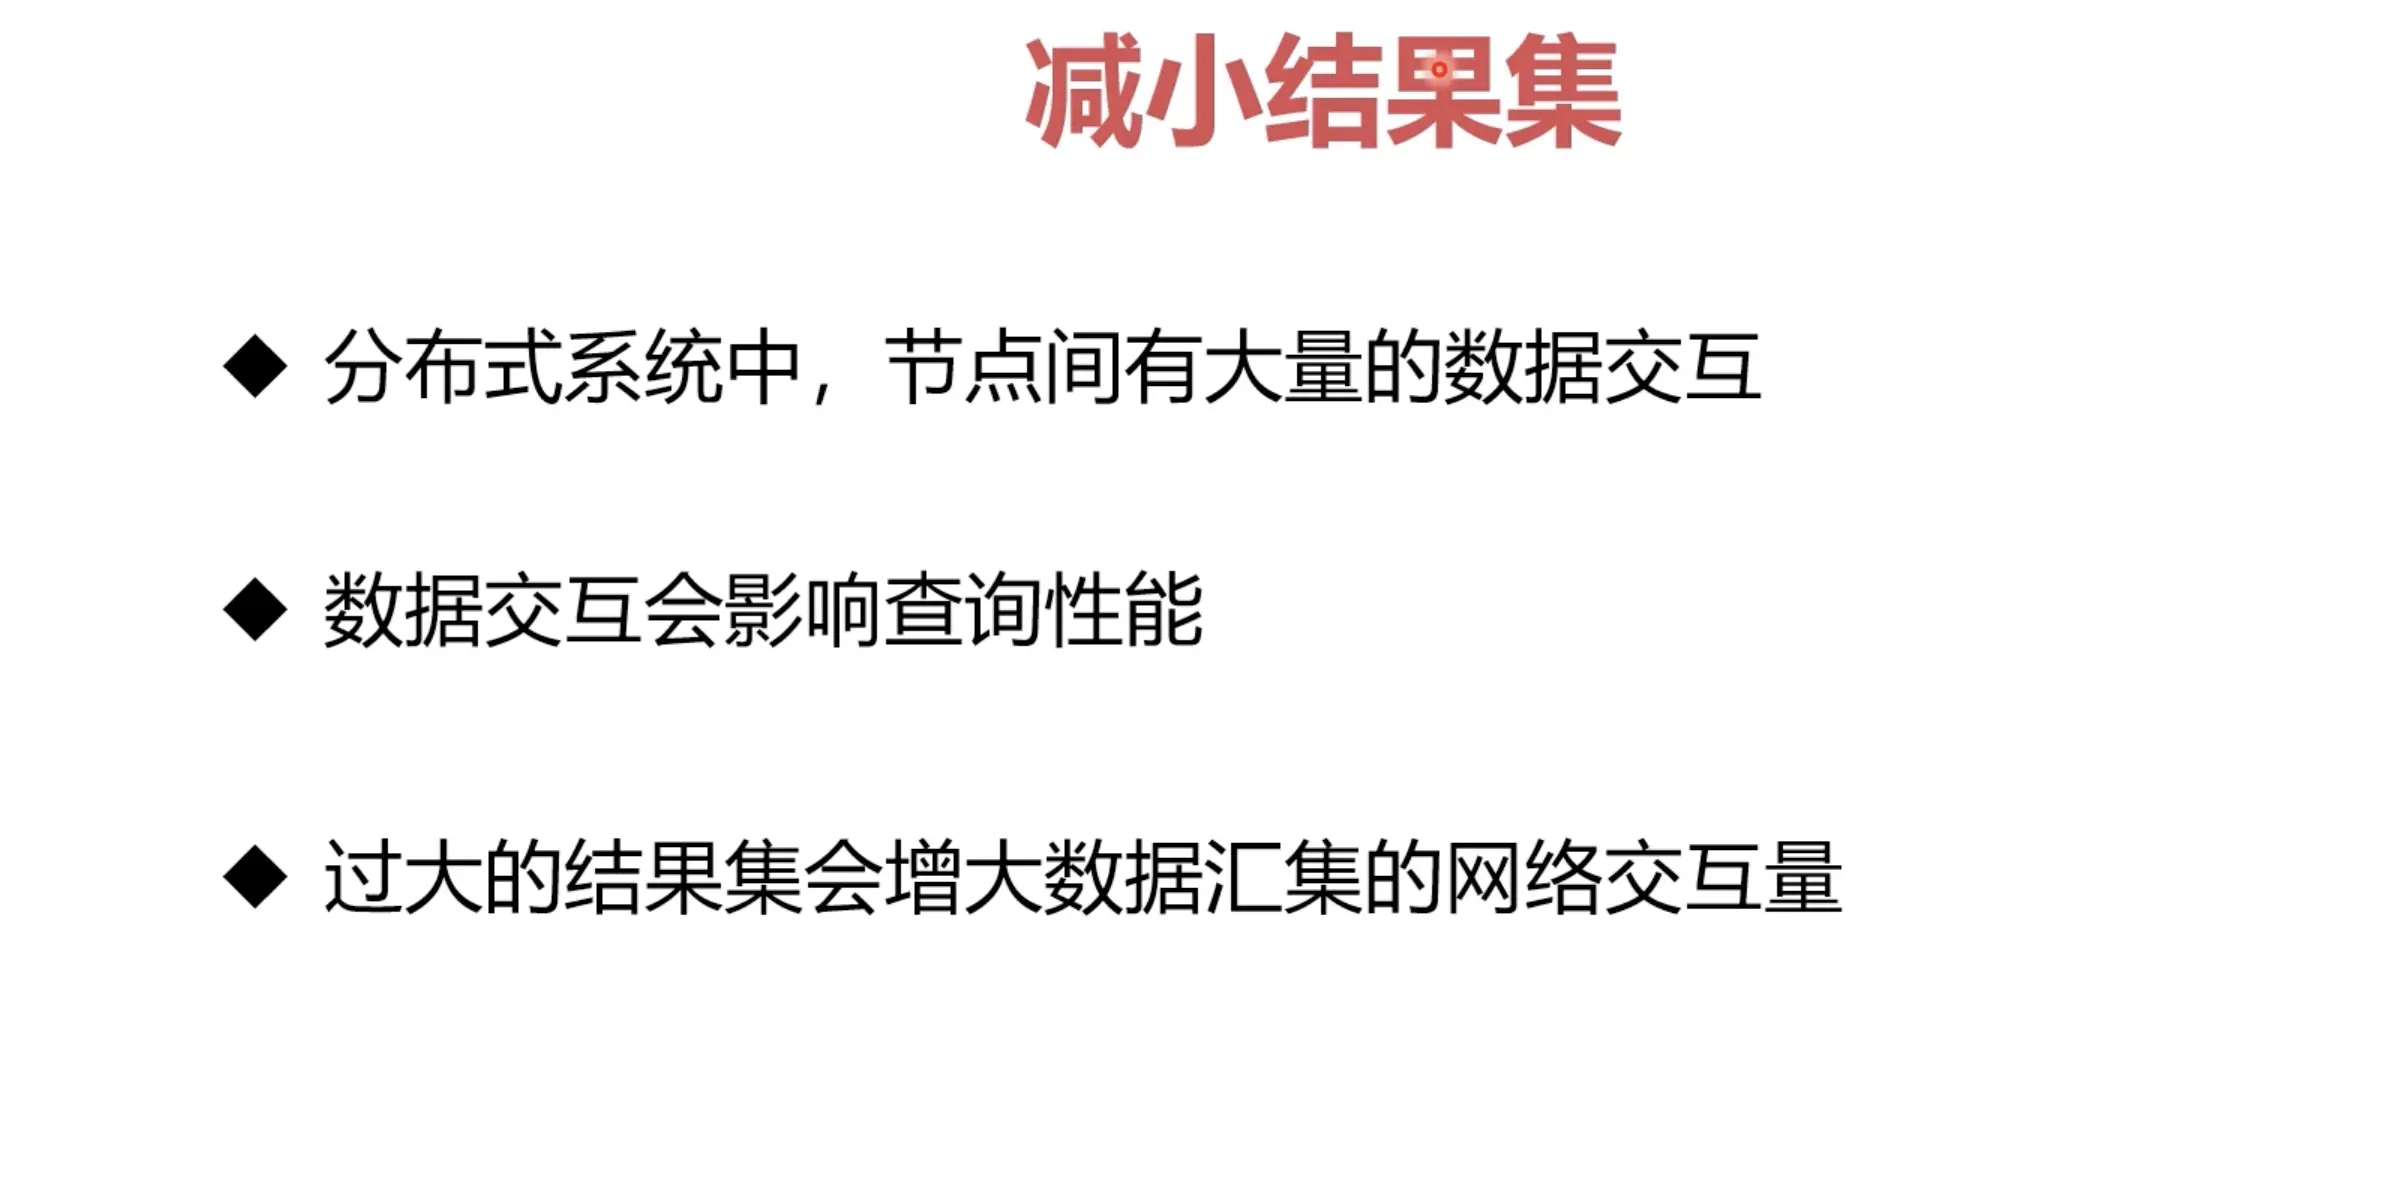 减小结果集
◆ 分布式系统中，节点间有大量的数据交互
◆ 数据交互会影响查询性能
◆ 过大的结果集会增大数据汇集的网络交互量